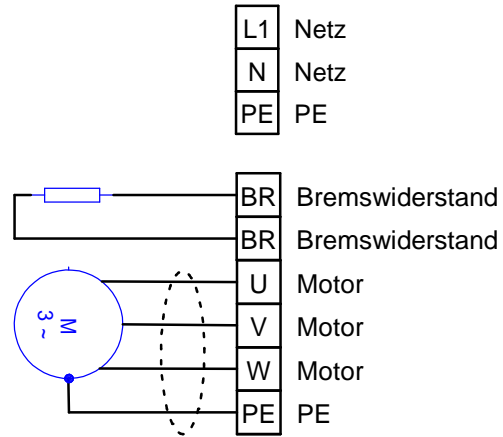 L1 Netz
N Netz
PE PE
BR Bremswiderstand
BR Bremswiderstand
U Motor
V Motor
W Motor
PE PE
M
3~